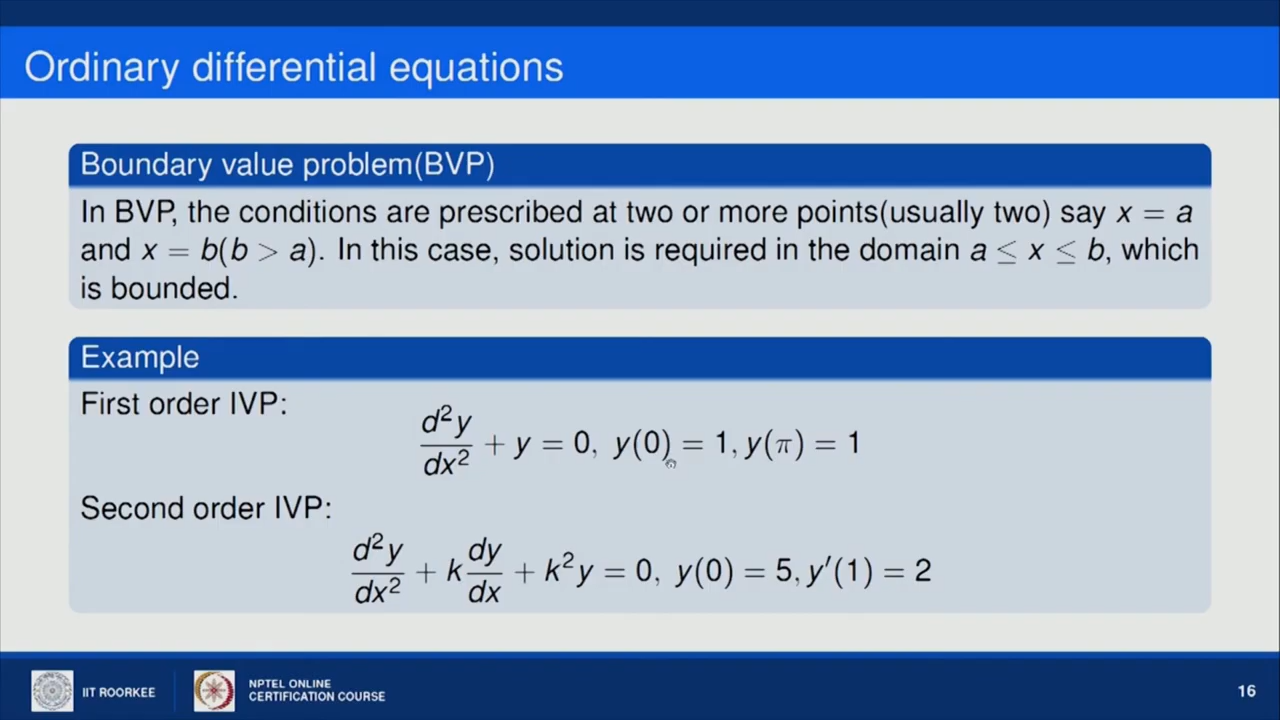 Ordinary differential equations
Boundary value problem(BVP)
In BVP, the conditions are prescribed at two or more points(usually two) say x = a
and x = b(b > a). In this case, solution is required in the domain a ≤ x ≤ b, which
is bounded.
Example
First order IVP:
d²y/dx² + y = 0, y(0) = 1, y(π) = 1
Second order IVP:
d²y/dx² + k dy/dx + k²y = 0, y(0) = 5, y′(1) = 2
IIT ROORKEE
NPTEL ONLINE
CERTIFICATION COURSE
16